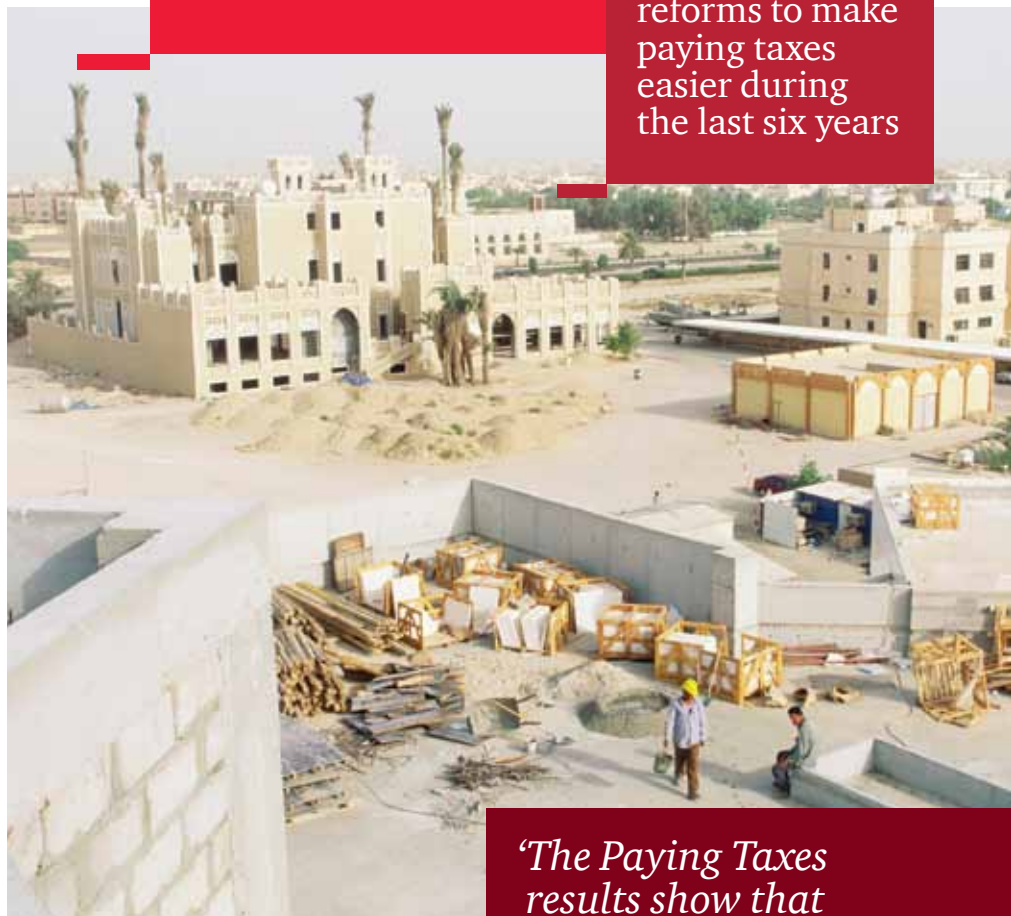 reforms to make
paying taxes
easier during
the last six years
‘The Paying Taxes
results show that